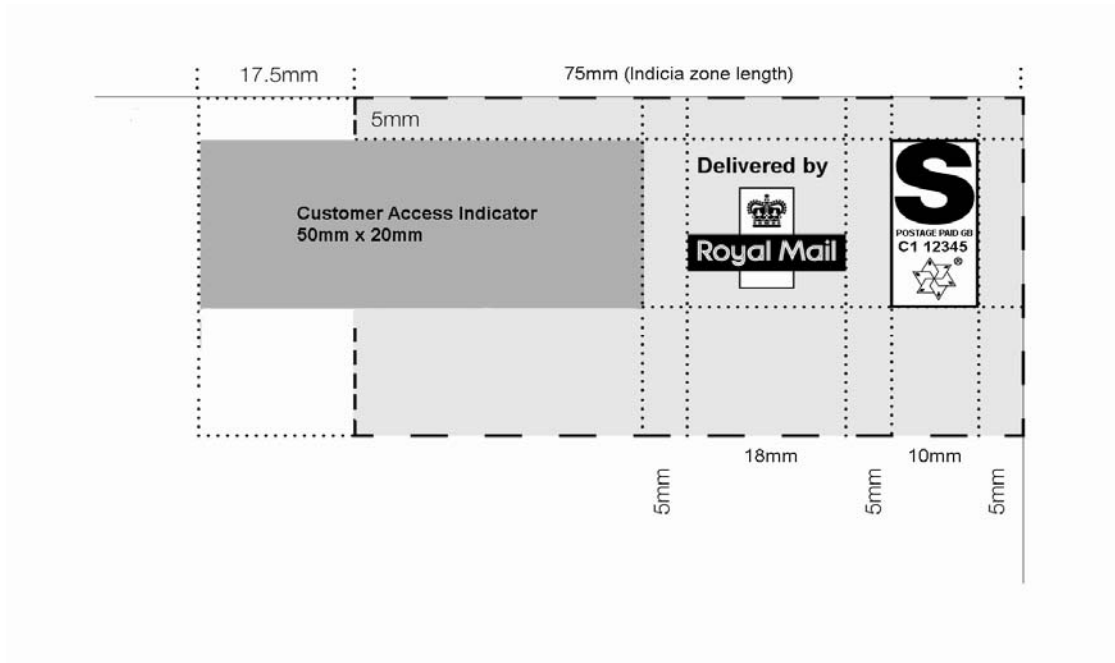 17.5mm
75mm (Indicia zone length)
5mm
Delivered by
Customer Access Indicator
50mm x 20mm
Royal Mail
S
POSTAGE PAID GB
C1 12345
®
18mm
10mm
5mm
5mm
5mm